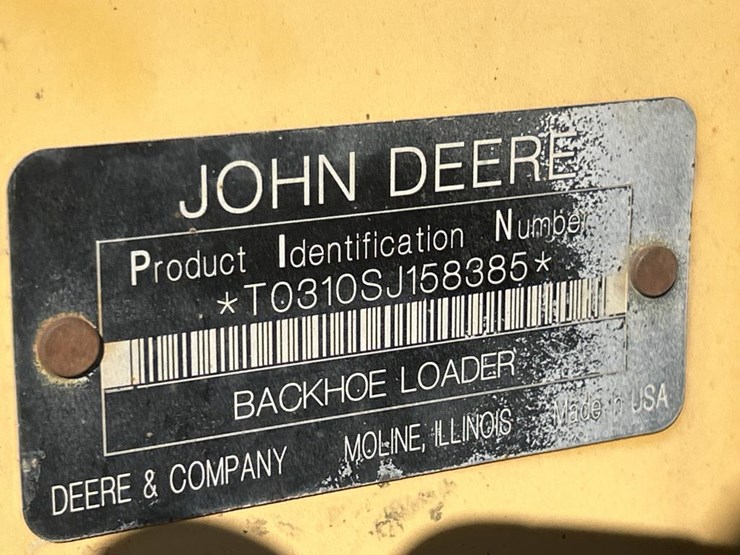 JOHN DEERE
Product Identification Number
*T0310SJ158385*
BACKHOE LOADER
DEERE & COMPANY MOLINE, ILLINOIS Made in USA